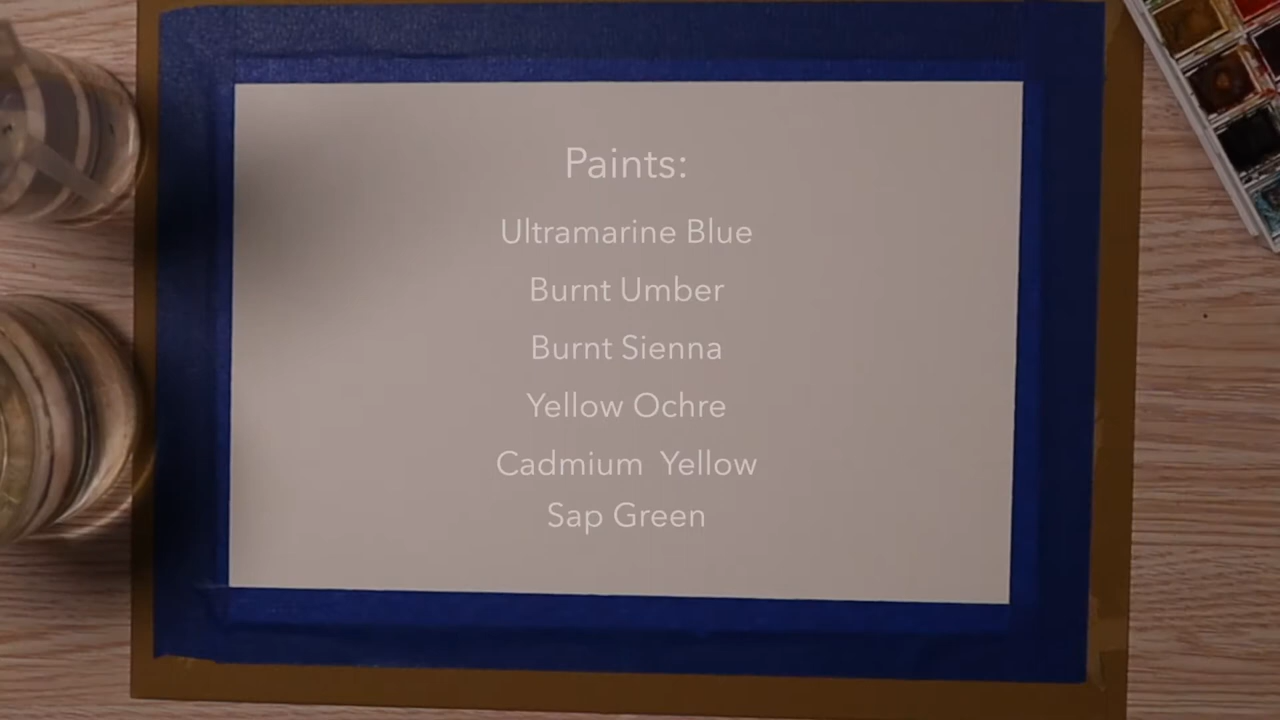 Paints:
Ultramarine Blue
Burnt Umber
Burnt Sienna
Yellow Ochre
Cadmium Yellow
Sap Green